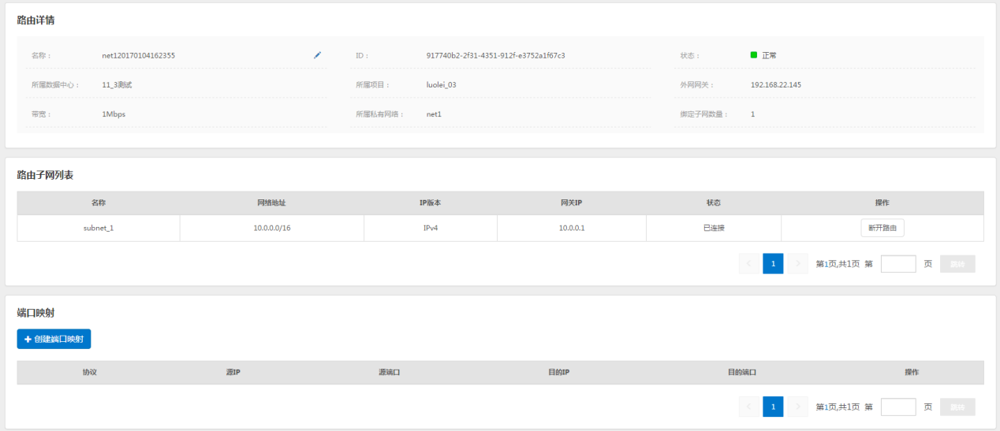 路由详情
名称： net120170104162355 ID： 917740b2-2f31-4351-912f-e3752a1f67c3 状态： 正常
所属数据中心： 11_3测试 所属项目： luolei_03 外网网关： 192.168.22.145
带宽： 1Mbps 所属私有网络： net1 绑定子网数量： 1
路由子网列表
名称 网络地址 IP版本 网关IP 状态 操作
subnet_1 10.0.0.0/16 IPv4 10.0.0.1 已连接 断开路由
< 1 > 第1页,共1页 第 页 跳转
端口映射
+ 创建端口映射
协议 源IP 源端口 目的IP 目的端口 操作
< 1 > 第1页,共1页 第 页 跳转